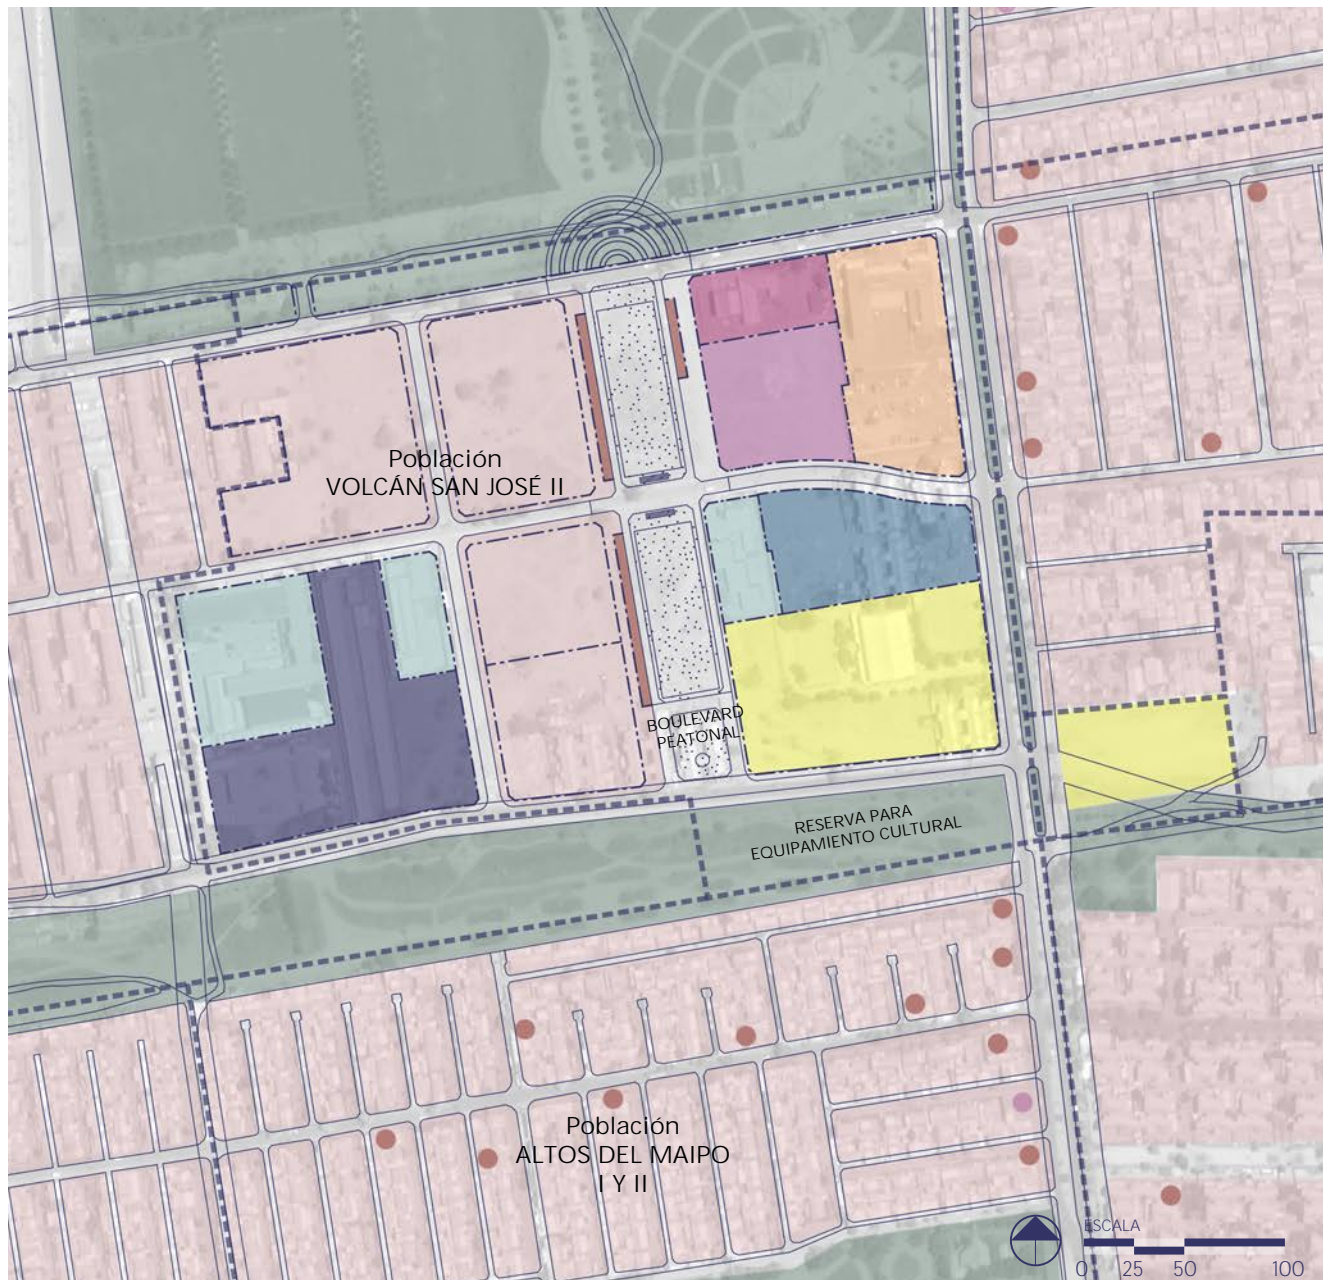 Población
VOLCÁN SAN JOSÉ II
BOULEVARD
PEATONAL
RESERVA PARA
EQUIPAMIENTO CULTURAL
Población
ALTOS DEL MAIPO
I Y II
ESCALA
0 25 50 100